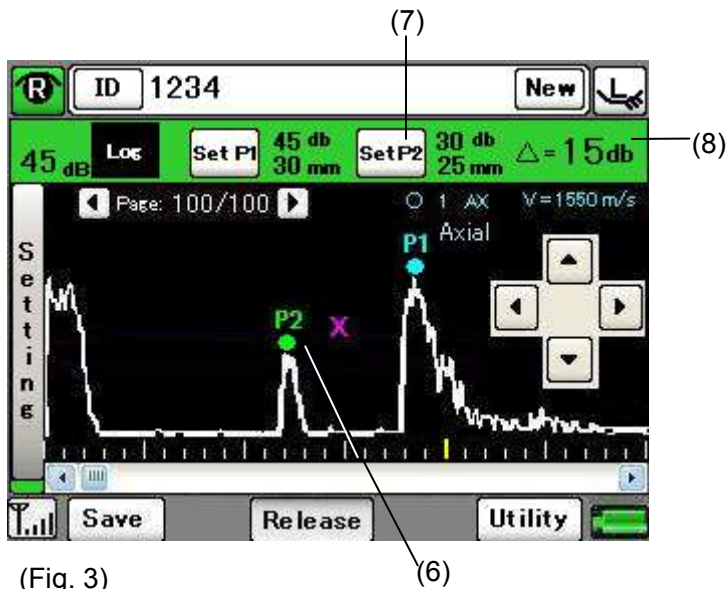 (7)
R ID 1234 New
45 dB Log Set P1 45 db 30 mm SetP2 30 db 25 mm △=15db (8)
Page: 100/100 1 AX V=1550 m/s
Axial
P1
P2 X
Setting
Save Release Utility
(Fig. 3) (6)